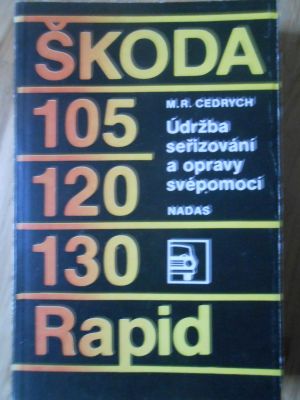 ŠKODA
105
120
130
Rapid
M.R. CEDRYCH
Údržba
seřizování
a opravy
svépomocí
NADAS